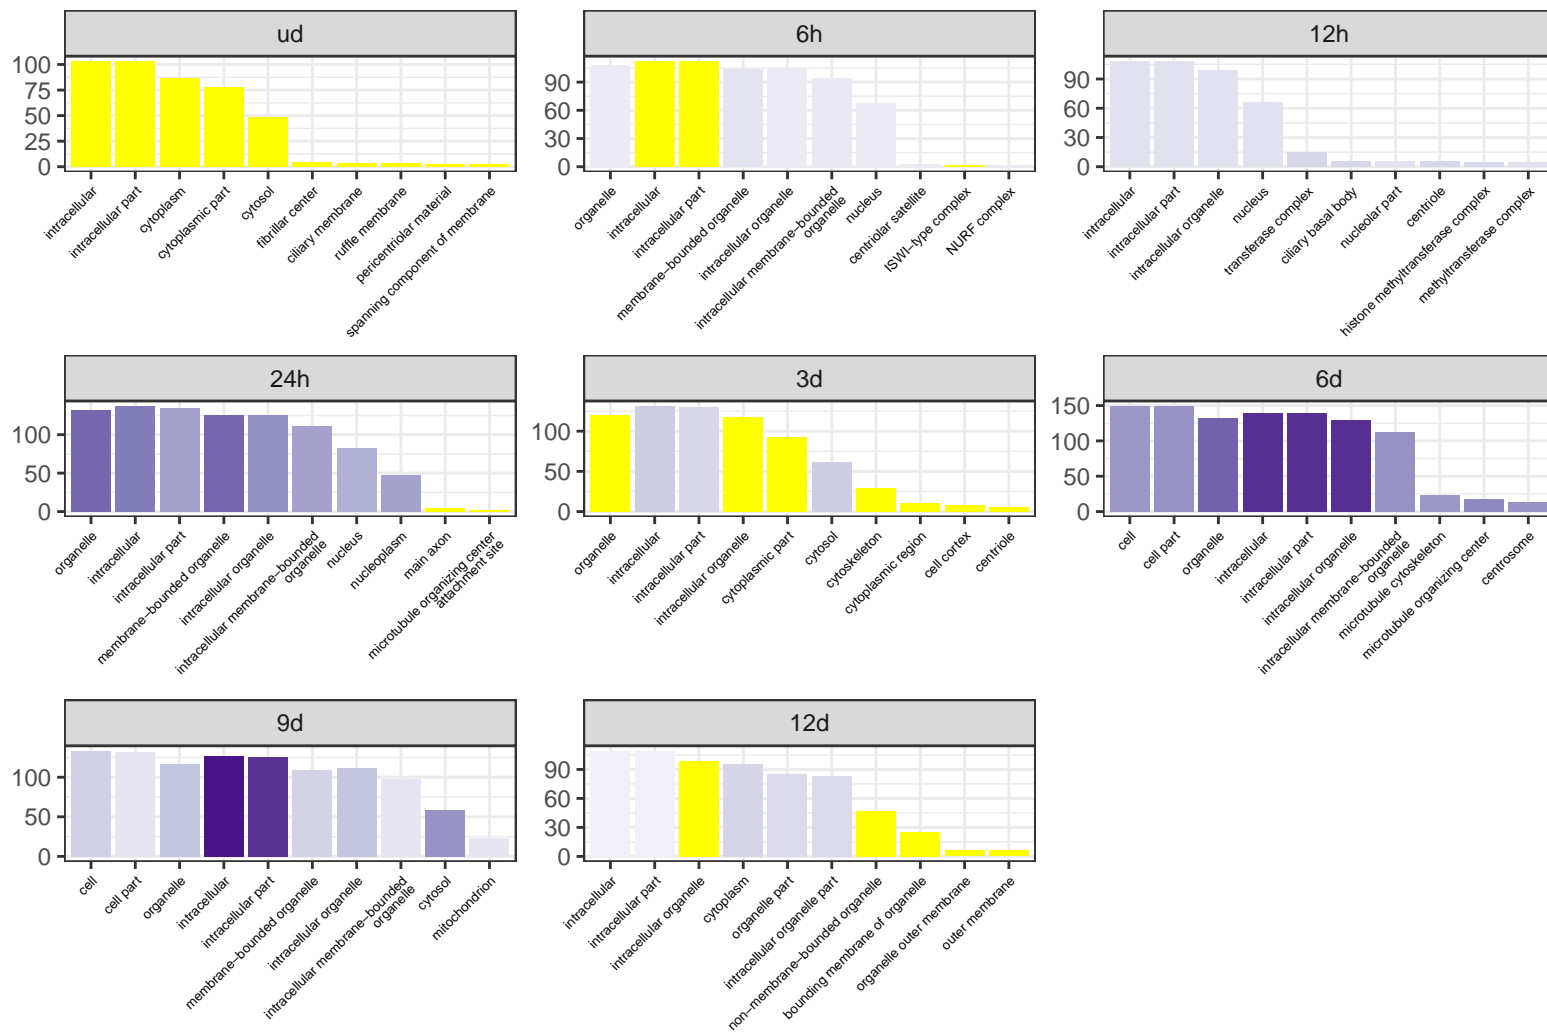 ud
100
75
50
25
0
intracellular
intracellular part
cytoplasm
cytoplasmic part
cytosol
fibrillar center
ciliary membrane
ruffle membrane
pericentriolar material
spanning component of membrane
6h
90
60
30
0
organelle
intracellular
intracellular part
membrane−bounded organelle
intracellular organelle
intracellular membrane−bounded
organelle
nucleus
centriolar satellite
ISWI−type complex
NURF complex
12h
90
60
30
0
intracellular
intracellular part
intracellular organelle
nucleus
transferase complex
ciliary basal body
nucleolar part
centriole
histone methyltransferase complex
methyltransferase complex
24h
100
50
0
organelle
intracellular
intracellular part
membrane−bounded organelle
intracellular organelle
intracellular membrane−bounded
organelle
nucleus
nucleoplasm
main axon
microtubule organizing center
attachment site
3d
100
50
0
organelle
intracellular
intracellular part
intracellular organelle
cytoplasmic part
cytosol
cytoskeleton
cytoplasmic region
cell cortex
centriole
6d
150
100
50
0
cell
cell part
organelle
intracellular
intracellular part
intracellular organelle
intracellular membrane−bounded
organelle
microtubule cytoskeleton
microtubule organizing center
centrosome
9d
100
50
0
cell
cell part
organelle
intracellular
intracellular part
membrane−bounded organelle
intracellular organelle
intracellular membrane−bounded
organelle
cytosol
mitochondrion
12d
90
60
30
0
intracellular
intracellular part
intracellular organelle
cytoplasm
organelle part
intracellular organelle part
non−membrane−bounded organelle
bounding membrane of organelle
organelle outer membrane
outer membrane